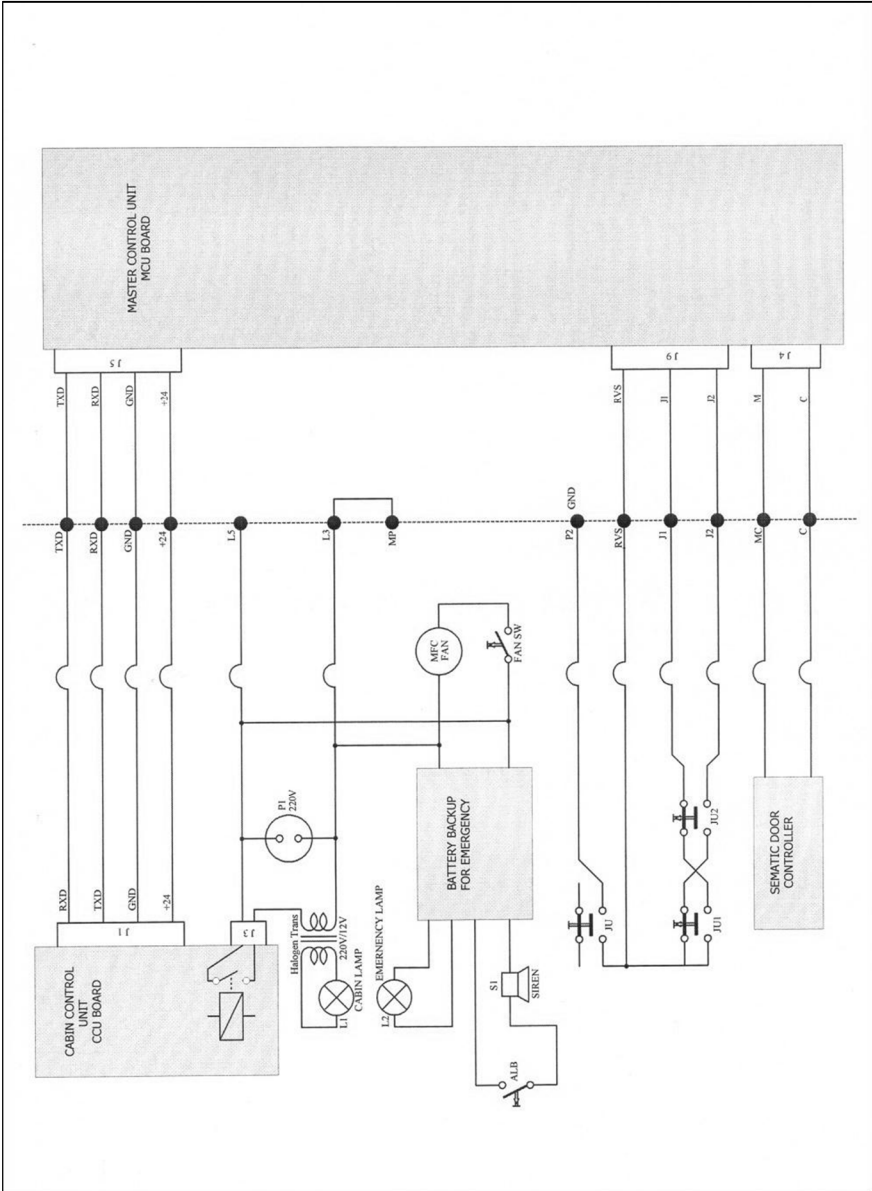 MASTER CONTROL UNIT
MCU BOARD
J5
J9
J4
TXD
RXD
GND
+24
RVS
J1
J2
M
C
TXD
RXD
GND
+24
L5
L3
MP
P2
GND
RVS
J1
J2
MC
C
MFC
FAN
FAN SW
P1
220V
BATTERY BACKUP
FOR EMERGENCY
JU2
SEMATIC DOOR
CONTROLLER
RXD
TXD
GND
+24
J1
J3
Halogen Trans
220V/12V
CABIN LAMP
L1
EMERNENCY LAMP
L2
JU
JU1
CABIN CONTROL
UNIT
CCU BOARD
S1
SIREN
ALB